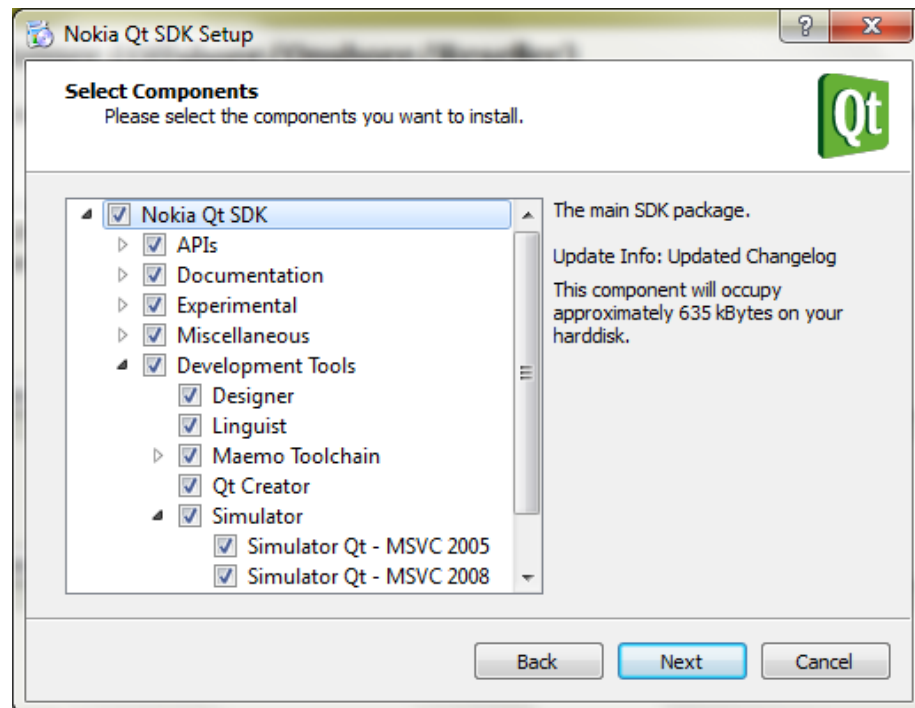 Nokia Qt SDK Setup
?
X
Select Components
Please select the components you want to install.
Qt
Nokia Qt SDK
APIs
Documentation
Experimental
Miscellaneous
Development Tools
Designer
Linguist
Maemo Toolchain
Qt Creator
Simulator
Simulator Qt - MSVC 2005
Simulator Qt - MSVC 2008
The main SDK package.
Update Info: Updated Changelog
This component will occupy
approximately 635 kBytes on your
harddisk.
Back
Next
Cancel